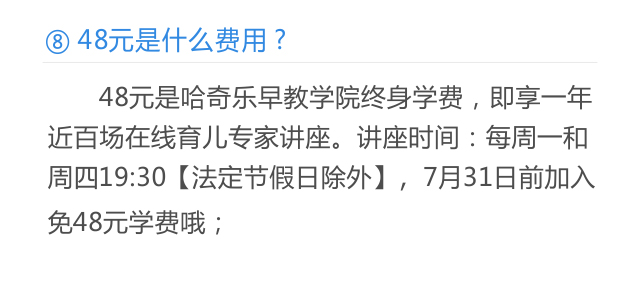 ⑧ 48元是什么费用？
48元是哈奇乐早教学院终身学费，即享一年
近百场在线育儿专家讲座。讲座时间：每周一和
周四19:30【法定节假日除外】，7月31日前加入
免48元学费哦；